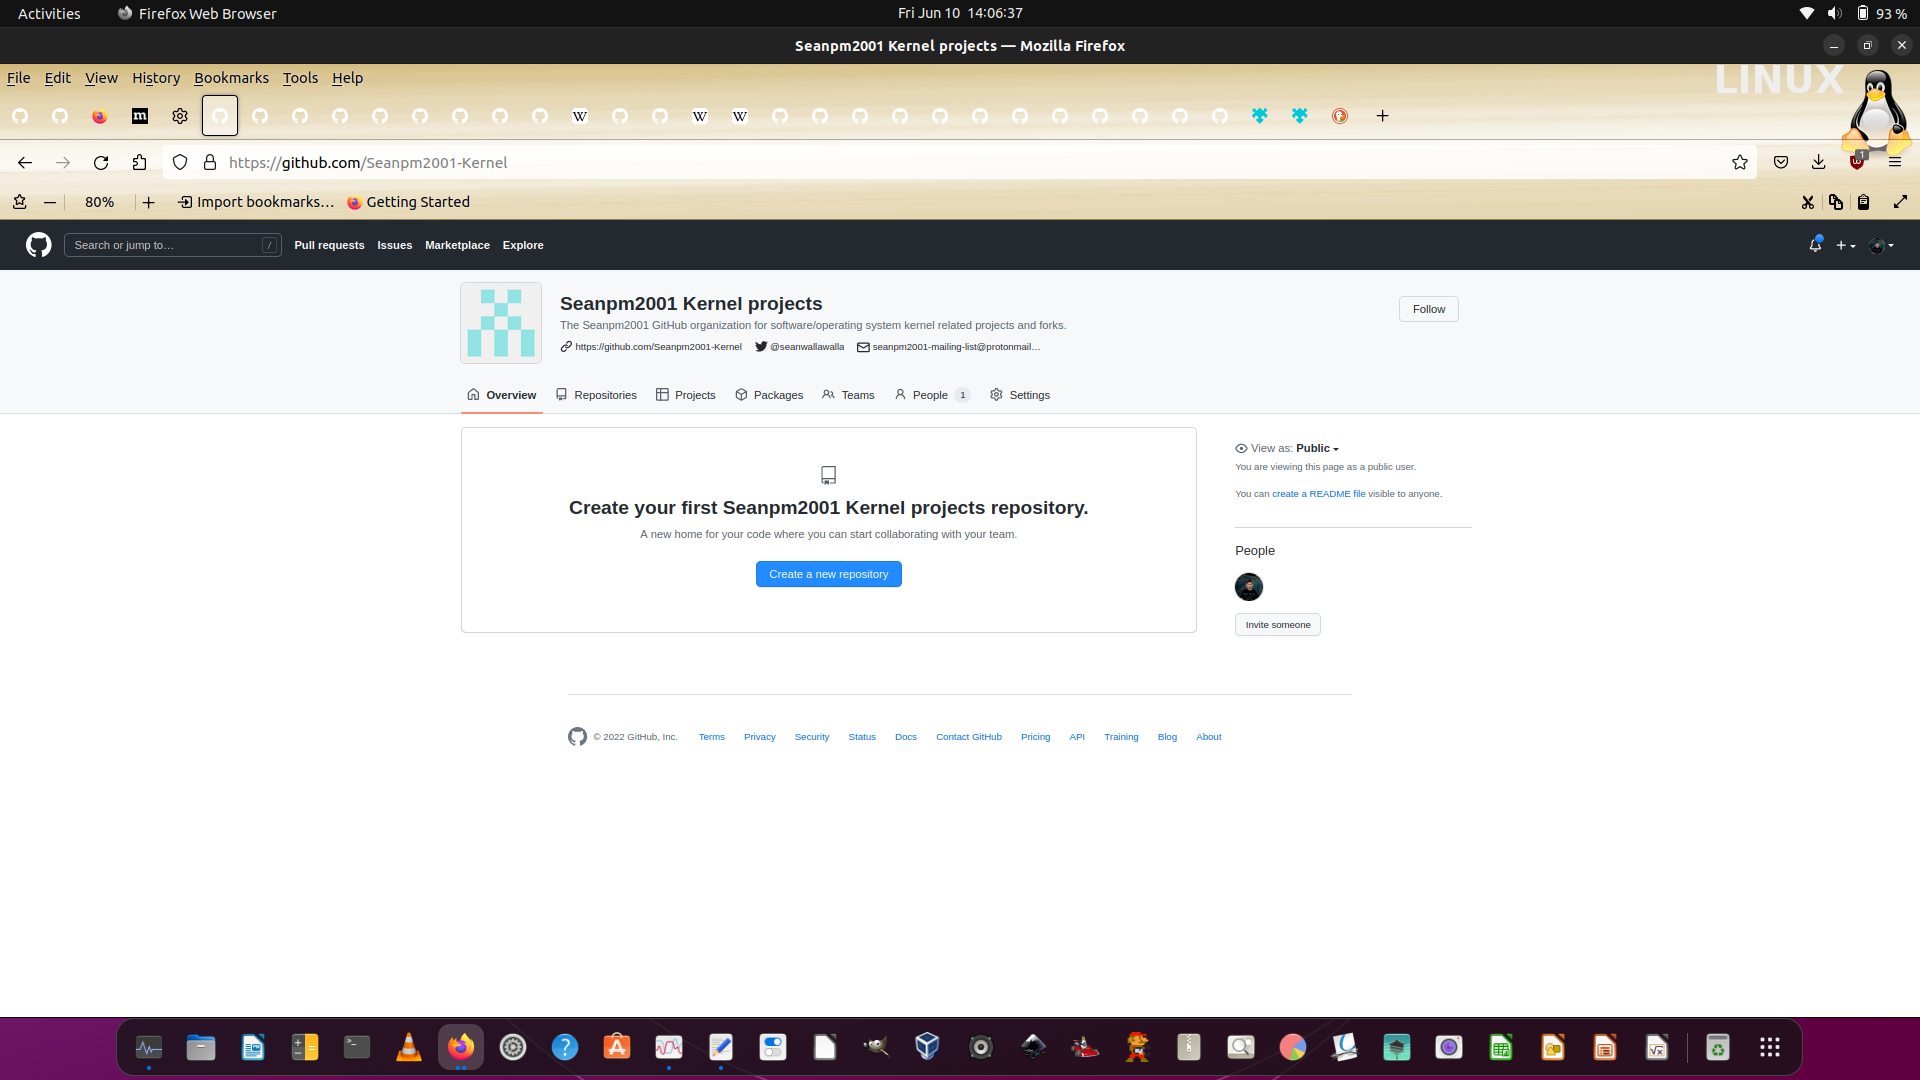 Activities
Firefox Web Browser
Fri Jun 10 14:06:37
93 %
Seanpm2001 Kernel projects — Mozilla Firefox
File Edit View History Bookmarks Tools Help
LINUX
https://github.com/Seanpm2001-Kernel
1
80%
Import bookmarks…
Getting Started
Search or jump to…
/
Pull requests Issues Marketplace Explore
Seanpm2001 Kernel projects
Follow
The Seanpm2001 GitHub organization for software/operating system kernel related projects and forks.
https://github.com/Seanpm2001-Kernel @seanwallawalla seanpm2001-mailing-list@protonmail…
Overview Repositories Projects Packages Teams People 1 Settings
View as: Public
You are viewing this page as a public user.
You can create a README file visible to anyone.
Create your first Seanpm2001 Kernel projects repository.
A new home for your code where you can start collaborating with your team.
Create a new repository
People
Invite someone
© 2022 GitHub, Inc. Terms Privacy Security Status Docs Contact GitHub Pricing API Training Blog About